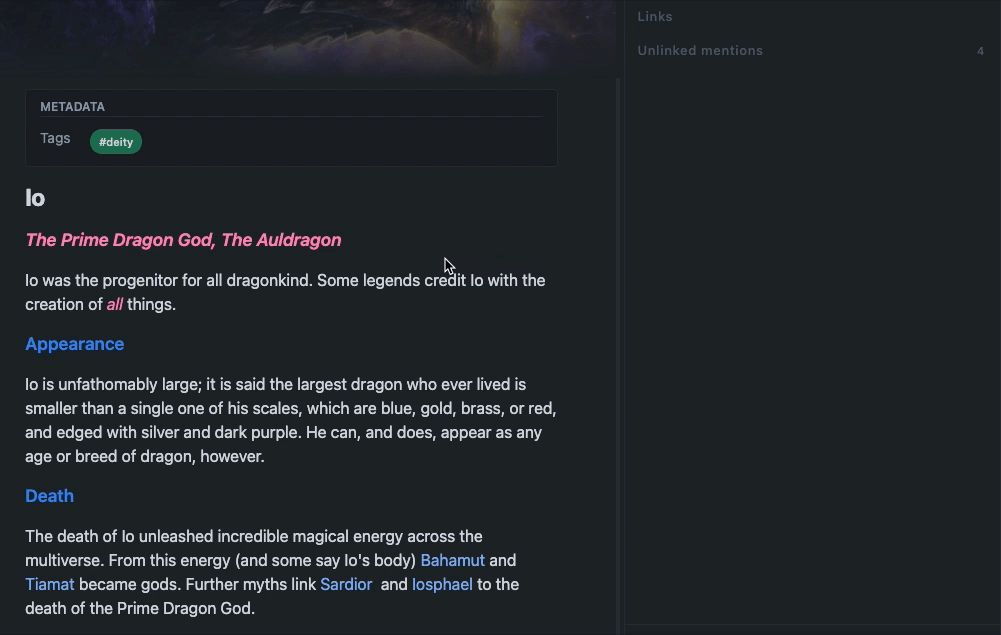 Links
Unlinked mentions 4
METADATA
Tags #deity
Io
The Prime Dragon God, The Auldragon
Io was the progenitor for all dragonkind. Some legends credit Io with the
creation of all things.
Appearance
Io is unfathomably large; it is said the largest dragon who ever lived is
smaller than a single one of his scales, which are blue, gold, brass, or red,
and edged with silver and dark purple. He can, and does, appear as any
age or breed of dragon, however.
Death
The death of Io unleashed incredible magical energy across the
multiverse. From this energy (and some say Io's body) Bahamut and
Tiamat became gods. Further myths link Sardior and Iosphael to the
death of the Prime Dragon God.